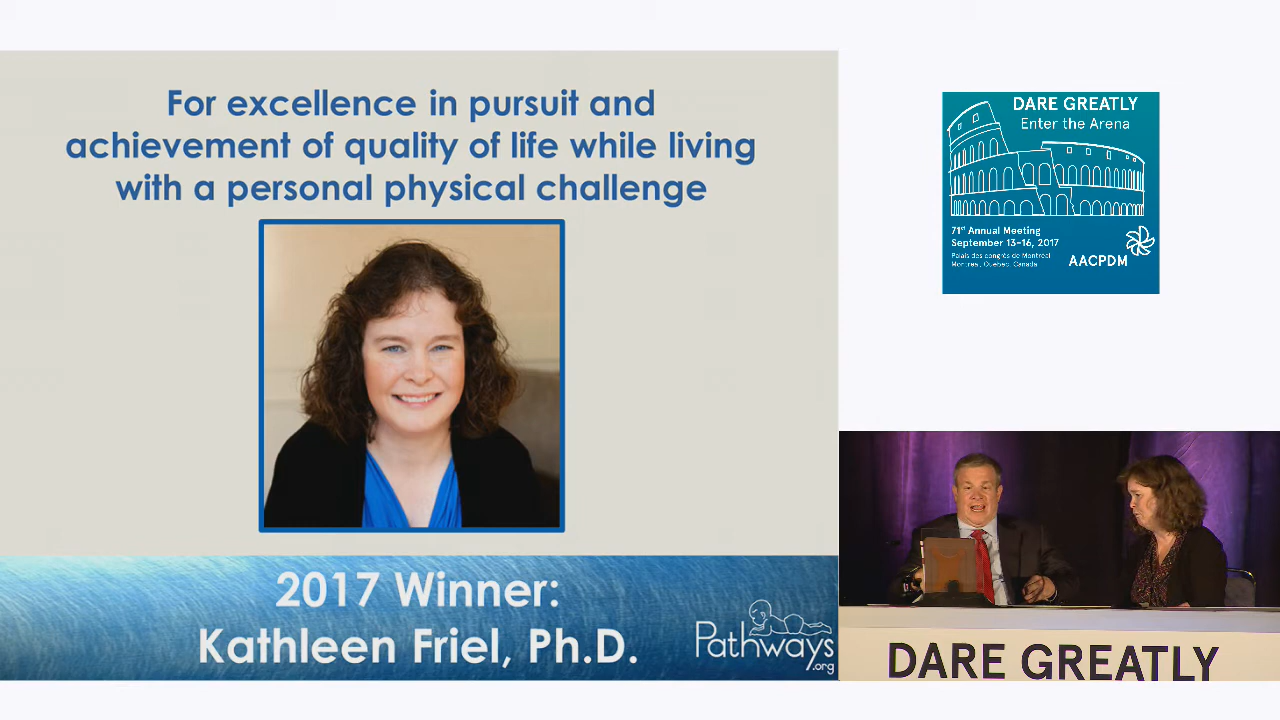 For excellence in pursuit and
achievement of quality of life while living
with a personal physical challenge
2017 Winner:
Kathleen Friel, Ph.D.
Pathways
.org
DARE GREATLY
Enter the Arena
71st Annual Meeting
September 13-16, 2017
Palais des congrès de Montréal
Montreal, Quebec, Canada
AACPDM
DARE GREATLY